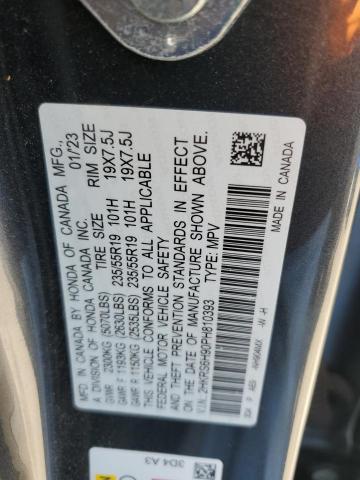 MFD. IN CANADA BY HONDA OF CANADA MFG.,
A DIVISION OF HONDA CANADA INC. 01/23
TIRE SIZE RIM SIZE
GVWR 2300KG (5070LBS)
GAWR F 1193KG (2630LBS) 235/55R19 101H 19X7.5J
GAWR R 1150KG (2535LBS) 235/55R19 101H 19X7.5J
THIS VEHICLE CONFORMS TO ALL APPLICABLE
FEDERAL MOTOR VEHICLE SAFETY
AND THEFT PREVENTION STANDARDS IN EFFECT
ON THE DATE OF MANUFACTURE SHOWN ABOVE.
V.I.N.: 2HKRS6H90PH810393 TYPE: MPV
MADE IN CANADA
3D4 A3